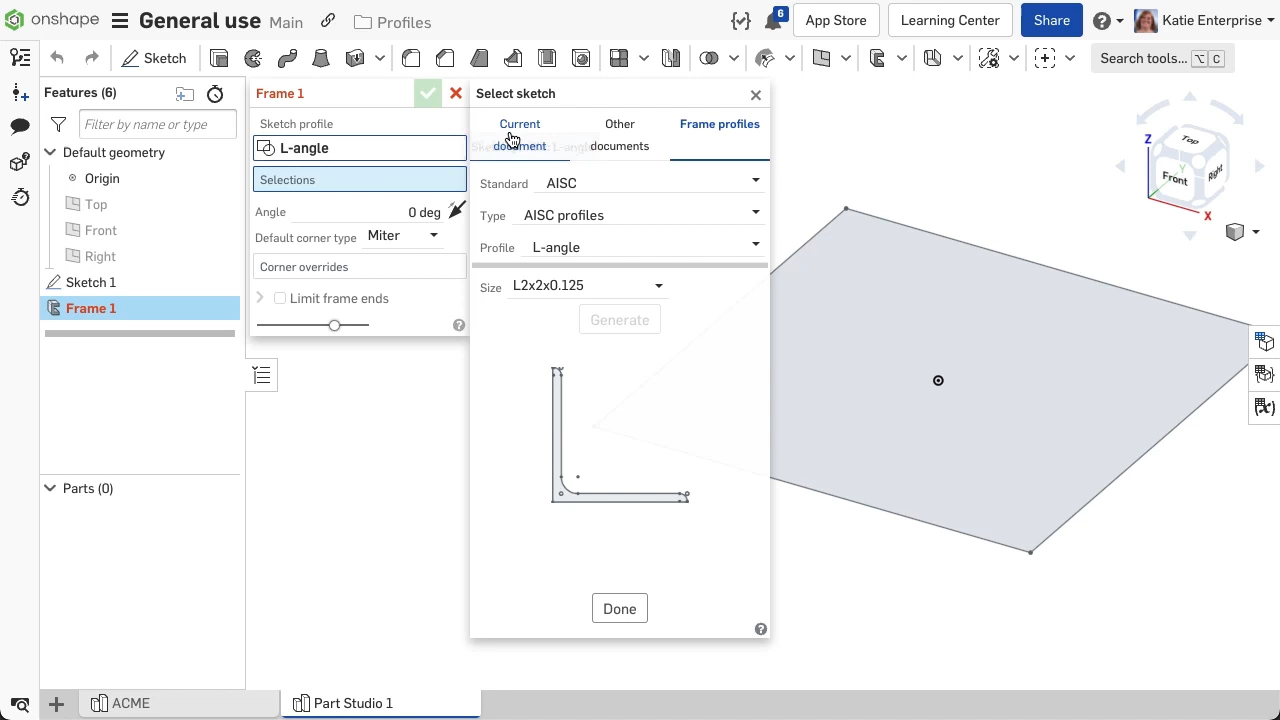 onshape
General use
Main
Profiles
6
App Store
Learning Center
Share
Katie Enterprise
Sketch
Search tools...
⌥
C
Features (6)
Filter by name or type
Default geometry
Origin
Top
Front
Right
Sketch 1
Frame 1
Parts (0)
Frame 1
Sketch profile
L-angle
Selections
Angle
0 deg
Default corner type
Miter
Corner overrides
Limit frame ends
Select sketch
Current document
Other documents
Frame profiles
Standard
AISC
Type
AISC profiles
Profile
L-angle
Size
L2x2x0.125
Generate
Done
Z
Top
Y
Front
Right
X
ACME
Part Studio 1